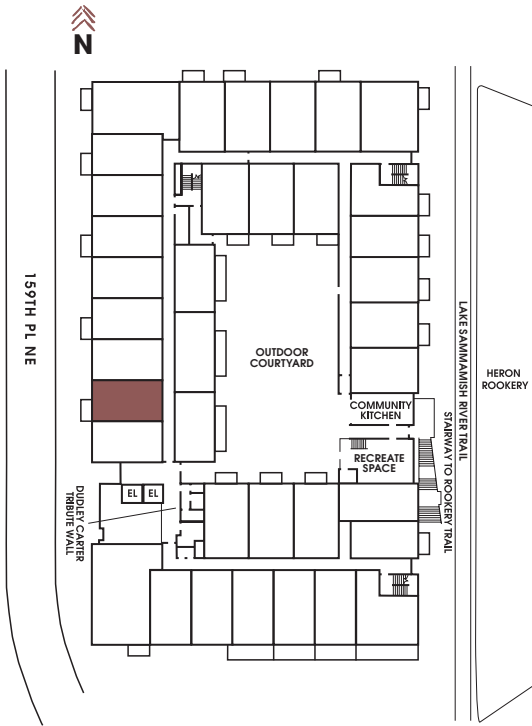 N
159TH PL NE
OUTDOOR
COURTYARD
LAKE SAMMAMISH RIVER TRAIL
HERON
ROOKERY
COMMUNITY
KITCHEN
STAIRWAY TO ROOKERY TRAIL
RECREATE
SPACE
EL
EL
DUDLEY CARTER
TRIBUTE WALL